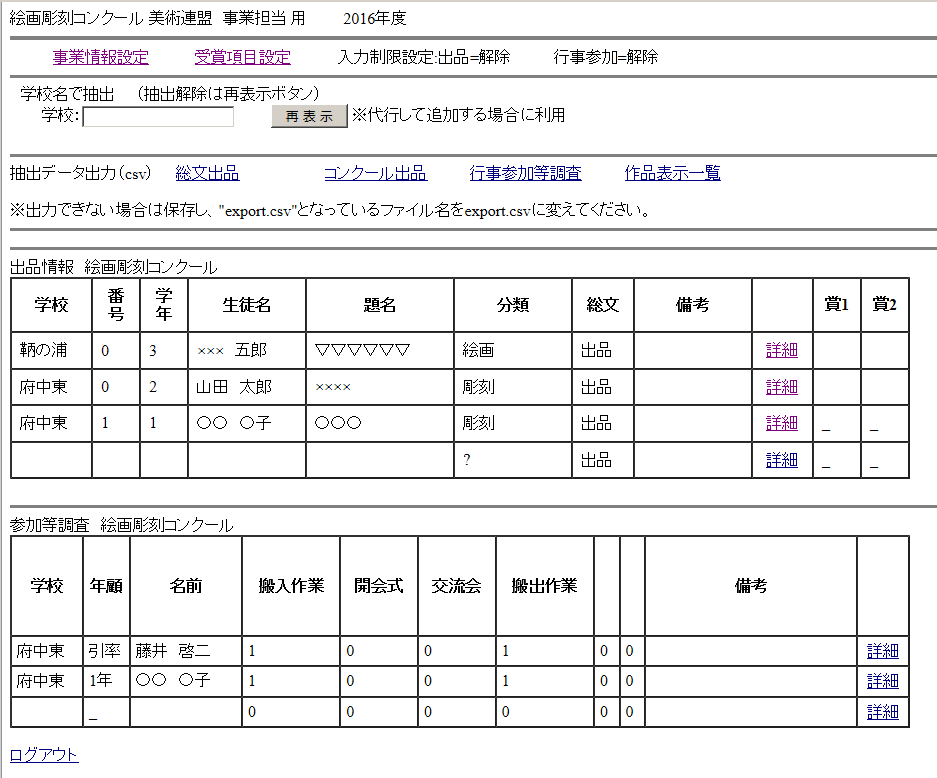 絵画彫刻コンクール 美術連盟 事業担当 用 2016年度
事業情報設定 受賞項目設定 入力制限設定:出品=解除 行事参加=解除
学校名で抽出 (抽出解除は再表示ボタン)
学校: 再 表 示 ※代行して追加する場合に利用
抽出データ出力(csv) 総文出品 コンクール出品 行事参加等調査 作品表示一覧
※出力できない場合は保存し、"export.csv"となっているファイル名をexport.csvに変えてください。
出品情報 絵画彫刻コンクール
学校 番号 学年 生徒名 題名 分類 総文 備考 賞1 賞2
鞆の浦 0 3 ××× 五郎 ▽▽▽▽▽▽ 絵画 出品 詳細
府中東 0 2 山田 太郎 ×××× 彫刻 出品 詳細
府中東 1 1 〇〇 〇子 〇〇〇 彫刻 出品 詳細 _ _
? 出品 詳細 _ _
参加等調査 絵画彫刻コンクール
学校 年顧 名前 搬入作業 開会式 交流会 搬出作業 備考
府中東 引率 藤井 啓二 1 0 0 1 0 0 詳細
府中東 1年 〇〇 〇子 1 0 0 1 0 0 詳細
_ 0 0 0 0 0 0 詳細
ログアウト